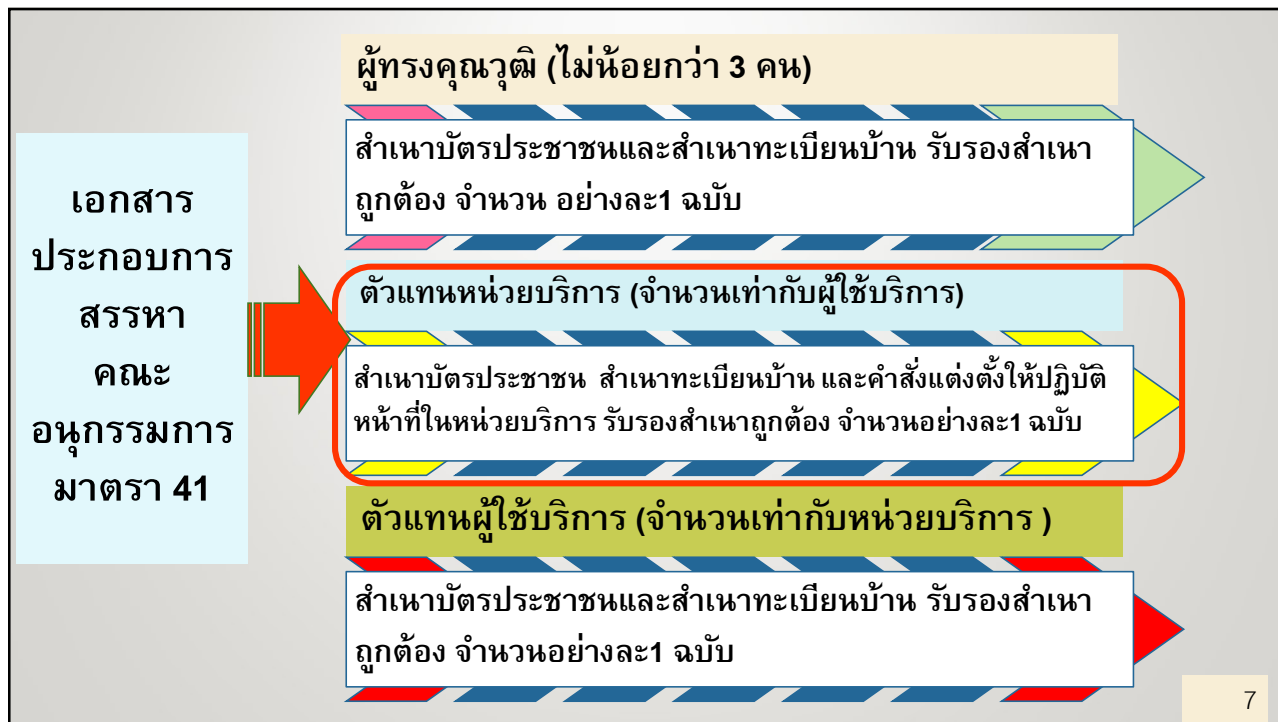 เอกสาร
ประกอบการ
สรรหา
คณะ
อนุกรรมการ
มาตรา 41
ผู้ทรงคุณวุฒิ (ไม่น้อยกว่า 3 คน)
สำเนาบัตรประชาชนและสำเนาทะเบียนบ้าน รับรองสำเนา
ถูกต้อง จำนวน อย่างละ1 ฉบับ
ตัวแทนหน่วยบริการ (จำนวนเท่ากับผู้ใช้บริการ)
สำเนาบัตรประชาชน สำเนาทะเบียนบ้าน และคำสั่งแต่งตั้งให้ปฏิบัติ
หน้าที่ในหน่วยบริการ รับรองสำเนาถูกต้อง จำนวนอย่างละ1 ฉบับ
ตัวแทนผู้ใช้บริการ (จำนวนเท่ากับหน่วยบริการ )
สำเนาบัตรประชาชนและสำเนาทะเบียนบ้าน รับรองสำเนา
ถูกต้อง จำนวนอย่างละ1 ฉบับ
7